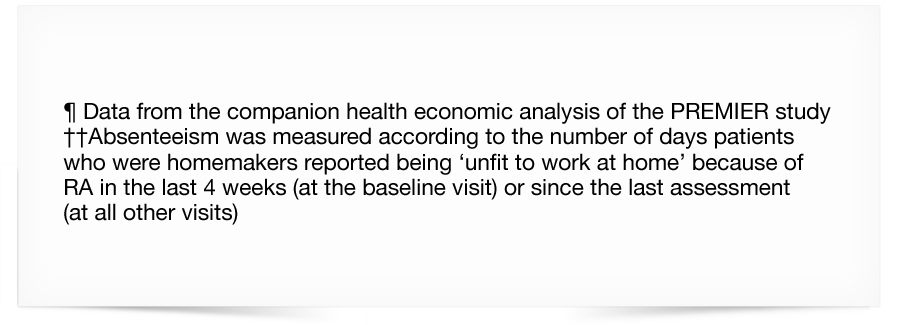 ¶ Data from the companion health economic analysis of the PREMIER study
††Absenteeism was measured according to the number of days patients
who were homemakers reported being ‘unfit to work at home’ because of
RA in the last 4 weeks (at the baseline visit) or since the last assessment
(at all other visits)